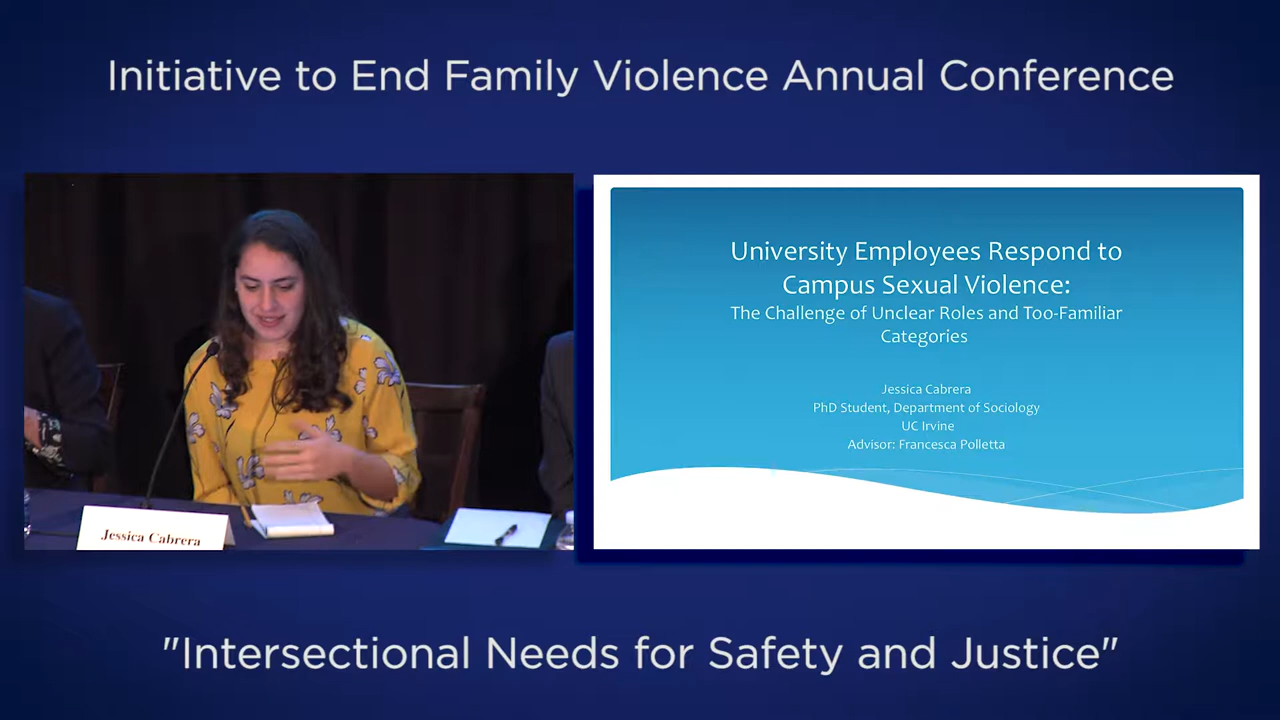 Initiative to End Family Violence Annual Conference
University Employees Respond to
Campus Sexual Violence:
The Challenge of Unclear Roles and Too-Familiar
Categories
Jessica Cabrera
PhD Student, Department of Sociology
UC Irvine
Advisor: Francesca Polletta
Jessica Cabrera
"Intersectional Needs for Safety and Justice"